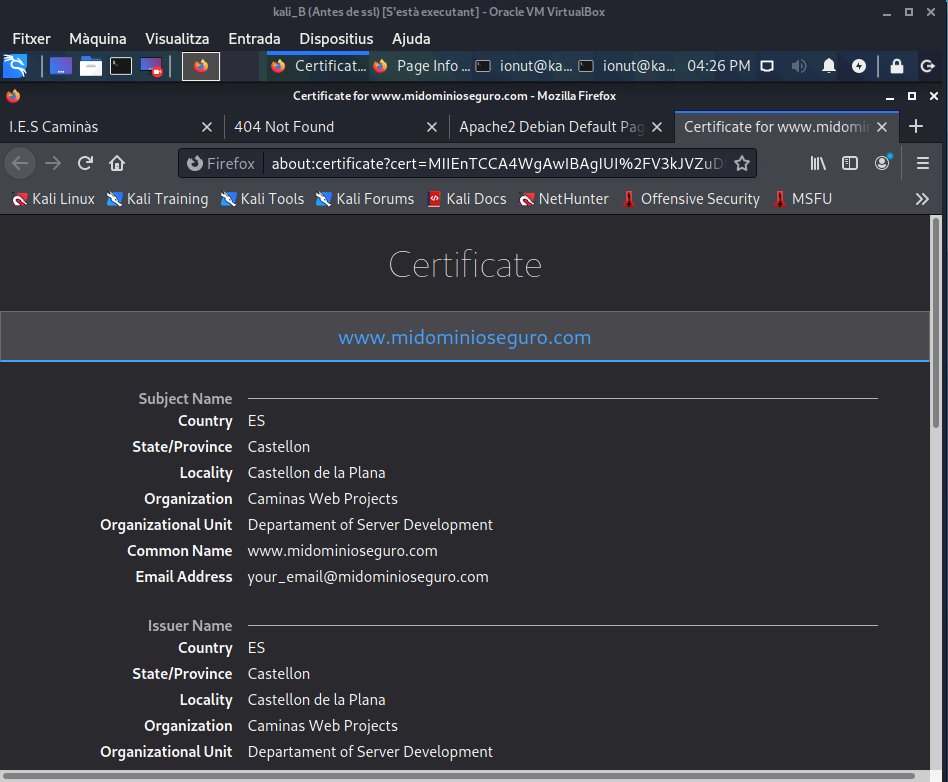 kali_B (Antes de ssl) [S'està executant] - Oracle VM VirtualBox
Fitxer Màquina Visualitza Entrada Dispositius Ajuda
Certificat... Page Info ... ionut@ka... ionut@ka... 04:26 PM
Certificate for www.midominioseguro.com - Mozilla Firefox
I.E.S Caminàs 404 Not Found Apache2 Debian Default Pag Certificate for www.midomin
Firefox about:certificate?cert=MIIEnTCCA4WgAwIBAgIUI%2FV3kJVZuD
Kali Linux Kali Training Kali Tools Kali Forums Kali Docs NetHunter Offensive Security MSFU
Certificate
www.midominioseguro.com
Subject Name
Country ES
State/Province Castellon
Locality Castellon de la Plana
Organization Caminas Web Projects
Organizational Unit Departament of Server Development
Common Name www.midominioseguro.com
Email Address your_email@midominioseguro.com
Issuer Name
Country ES
State/Province Castellon
Locality Castellon de la Plana
Organization Caminas Web Projects
Organizational Unit Departament of Server Development